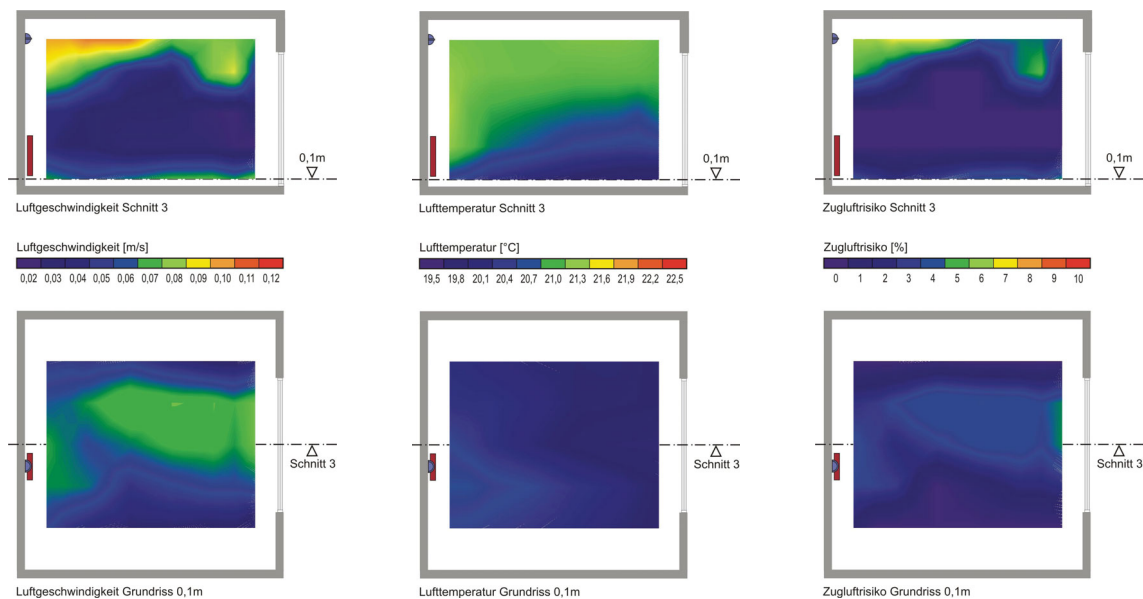 0,1m
0,1m
0,1m
Luftgeschwindigkeit Schnitt 3
Lufttemperatur Schnitt 3
Zugluftrisiko Schnitt 3
Luftgeschwindigkeit [m/s]
0,02 0,03 0,04 0,05 0,06 0,07 0,08 0,09 0,10 0,11 0,12
Lufttemperatur [°C]
19,5 19,8 20,1 20,4 20,7 21,0 21,3 21,6 21,9 22,2 22,5
Zugluftrisiko [%]
0 1 2 3 4 5 6 7 8 9 10
Schnitt 3
Schnitt 3
Schnitt 3
Luftgeschwindigkeit Grundriss 0,1m
Lufttemperatur Grundriss 0,1m
Zugluftrisiko Grundriss 0,1m